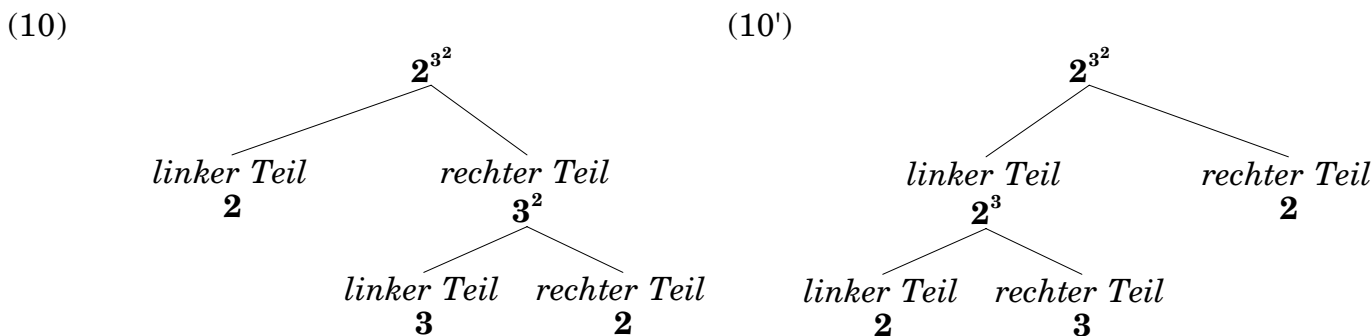 (10) (10')
2^{3^2} 2^{3^2}
linker Teil rechter Teil linker Teil rechter Teil
2 3^2 2^3 2
linker Teil rechter Teil linker Teil rechter Teil
3 2 2 3